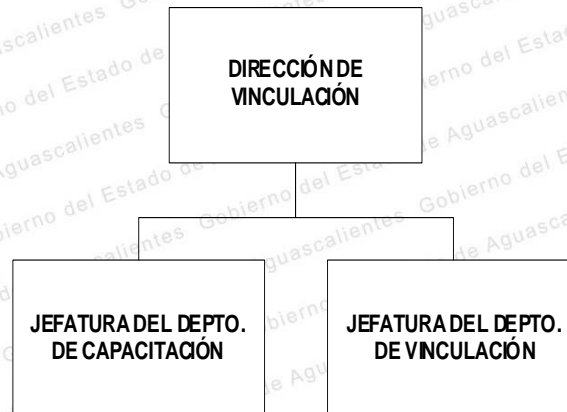 DIRECCIÓN DE
VINCULACIÓN
JEFATURA DEL DEPTO.
DE CAPACITACIÓN
JEFATURA DEL DEPTO.
DE VINCULACIÓN